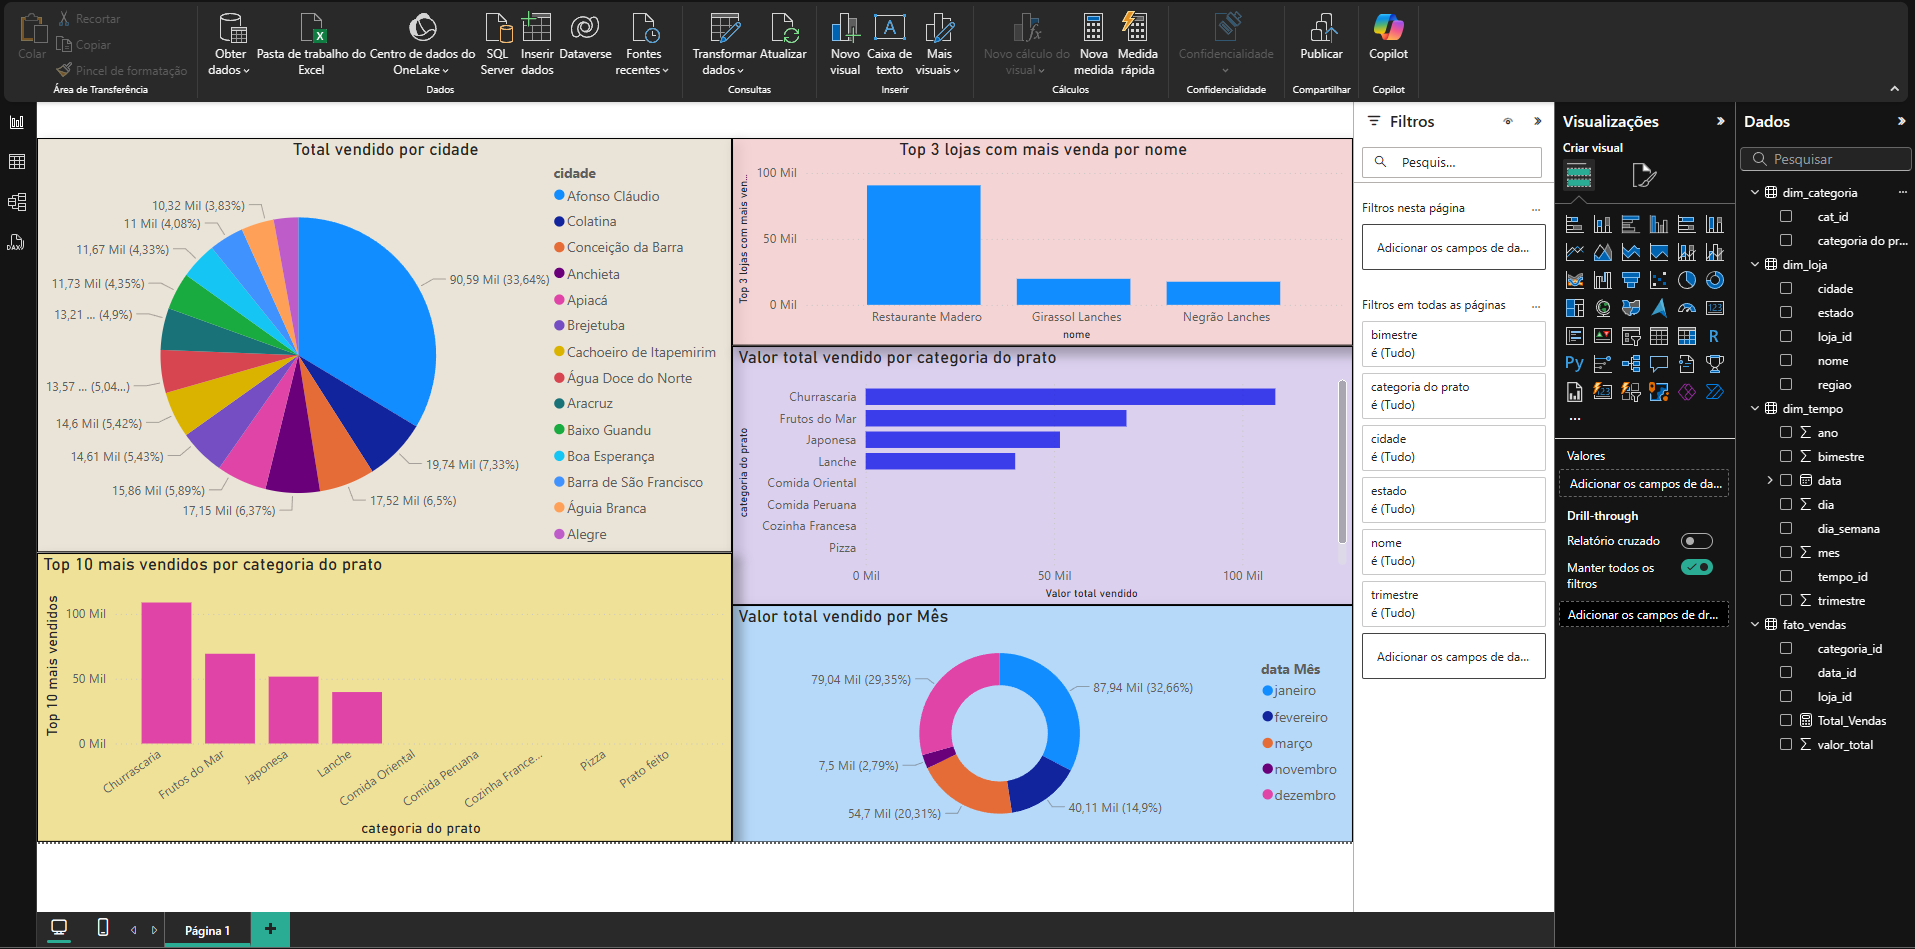 Colar
Recortar
Copiar
Pincel de formatação
Área de Transferência
Obter
dados
Pasta de trabalho do
Excel
Centro de dados do
OneLake
SQL
Server
Inserir
dados
Dataverse
Fontes
recentes
Dados
Transformar
dados
Atualizar
Consultas
Novo
visual
Caixa de
texto
Mais
visuais
Inserir
Novo cálculo do
visual
Nova
medida
Medida
rápida
Cálculos
Confidencialidade
Confidencialidade
Publicar
Compartilhar
Copilot
Copilot
Total vendido por cidade
10,32 Mil (3,83%)
11 Mil (4,08%)
11,67 Mil (4,33%)
11,73 Mil (4,35%)
13,21 ... (4,9%)
13,57 ... (5,04...)
14,6 Mil (5,42%)
14,61 Mil (5,43%)
15,86 Mil (5,89%)
17,15 Mil (6,37%)
17,52 Mil (6,5%)
19,74 Mil (7,33%)
90,59 Mil (33,64%)
cidade
Afonso Cláudio
Colatina
Conceição da Barra
Anchieta
Apiacá
Brejetuba
Cachoeiro de Itapemirim
Água Doce do Norte
Aracruz
Baixo Guandu
Boa Esperança
Barra de São Francisco
Águia Branca
Alegre
Top 3 lojas com mais venda por nome
Top 3 lojas com mais ven...
100 Mil
50 Mil
0 Mil
Restaurante Madero
Girassol Lanches
Negrão Lanches
nome
Valor total vendido por categoria do prato
categoria do prato
Churrascaria
Frutos do Mar
Japonesa
Lanche
Comida Oriental
Comida Peruana
Cozinha Francesa
Pizza
0 Mil
50 Mil
100 Mil
Valor total vendido
Top 10 mais vendidos por categoria do prato
Top 10 mais vendidos
100 Mil
50 Mil
0 Mil
Churrascaria
Frutos do Mar
Japonesa
Lanche
Comida Oriental
Comida Peruana
Cozinha France...
Pizza
Prato feito
categoria do prato
Valor total vendido por Mês
79,04 Mil (29,35%)
87,94 Mil (32,66%)
7,5 Mil (2,79%)
54,7 Mil (20,31%)
40,11 Mil (14,9%)
data Mês
janeiro
fevereiro
março
novembro
dezembro
Filtros
Pesquis...
Filtros nesta página
...
Adicionar os campos de da...
Filtros em todas as páginas
...
bimestre
é (Tudo)
categoria do prato
é (Tudo)
cidade
é (Tudo)
estado
é (Tudo)
nome
é (Tudo)
trimestre
é (Tudo)
Adicionar os campos de da...
Visualizações
Criar visual
123
R
Py
123
...
Valores
Adicionar os campos de da...
Drill-through
Relatório cruzado
Manter todos os
filtros
Adicionar os campos de dr...
Dados
Pesquisar
dim_categoria
...
cat_id
categoria do pr...
dim_loja
cidade
estado
loja_id
nome
regiao
dim_tempo
ano
bimestre
data
dia
dia_semana
mes
tempo_id
trimestre
fato_vendas
categoria_id
data_id
loja_id
Total_Vendas
valor_total
Página 1
+